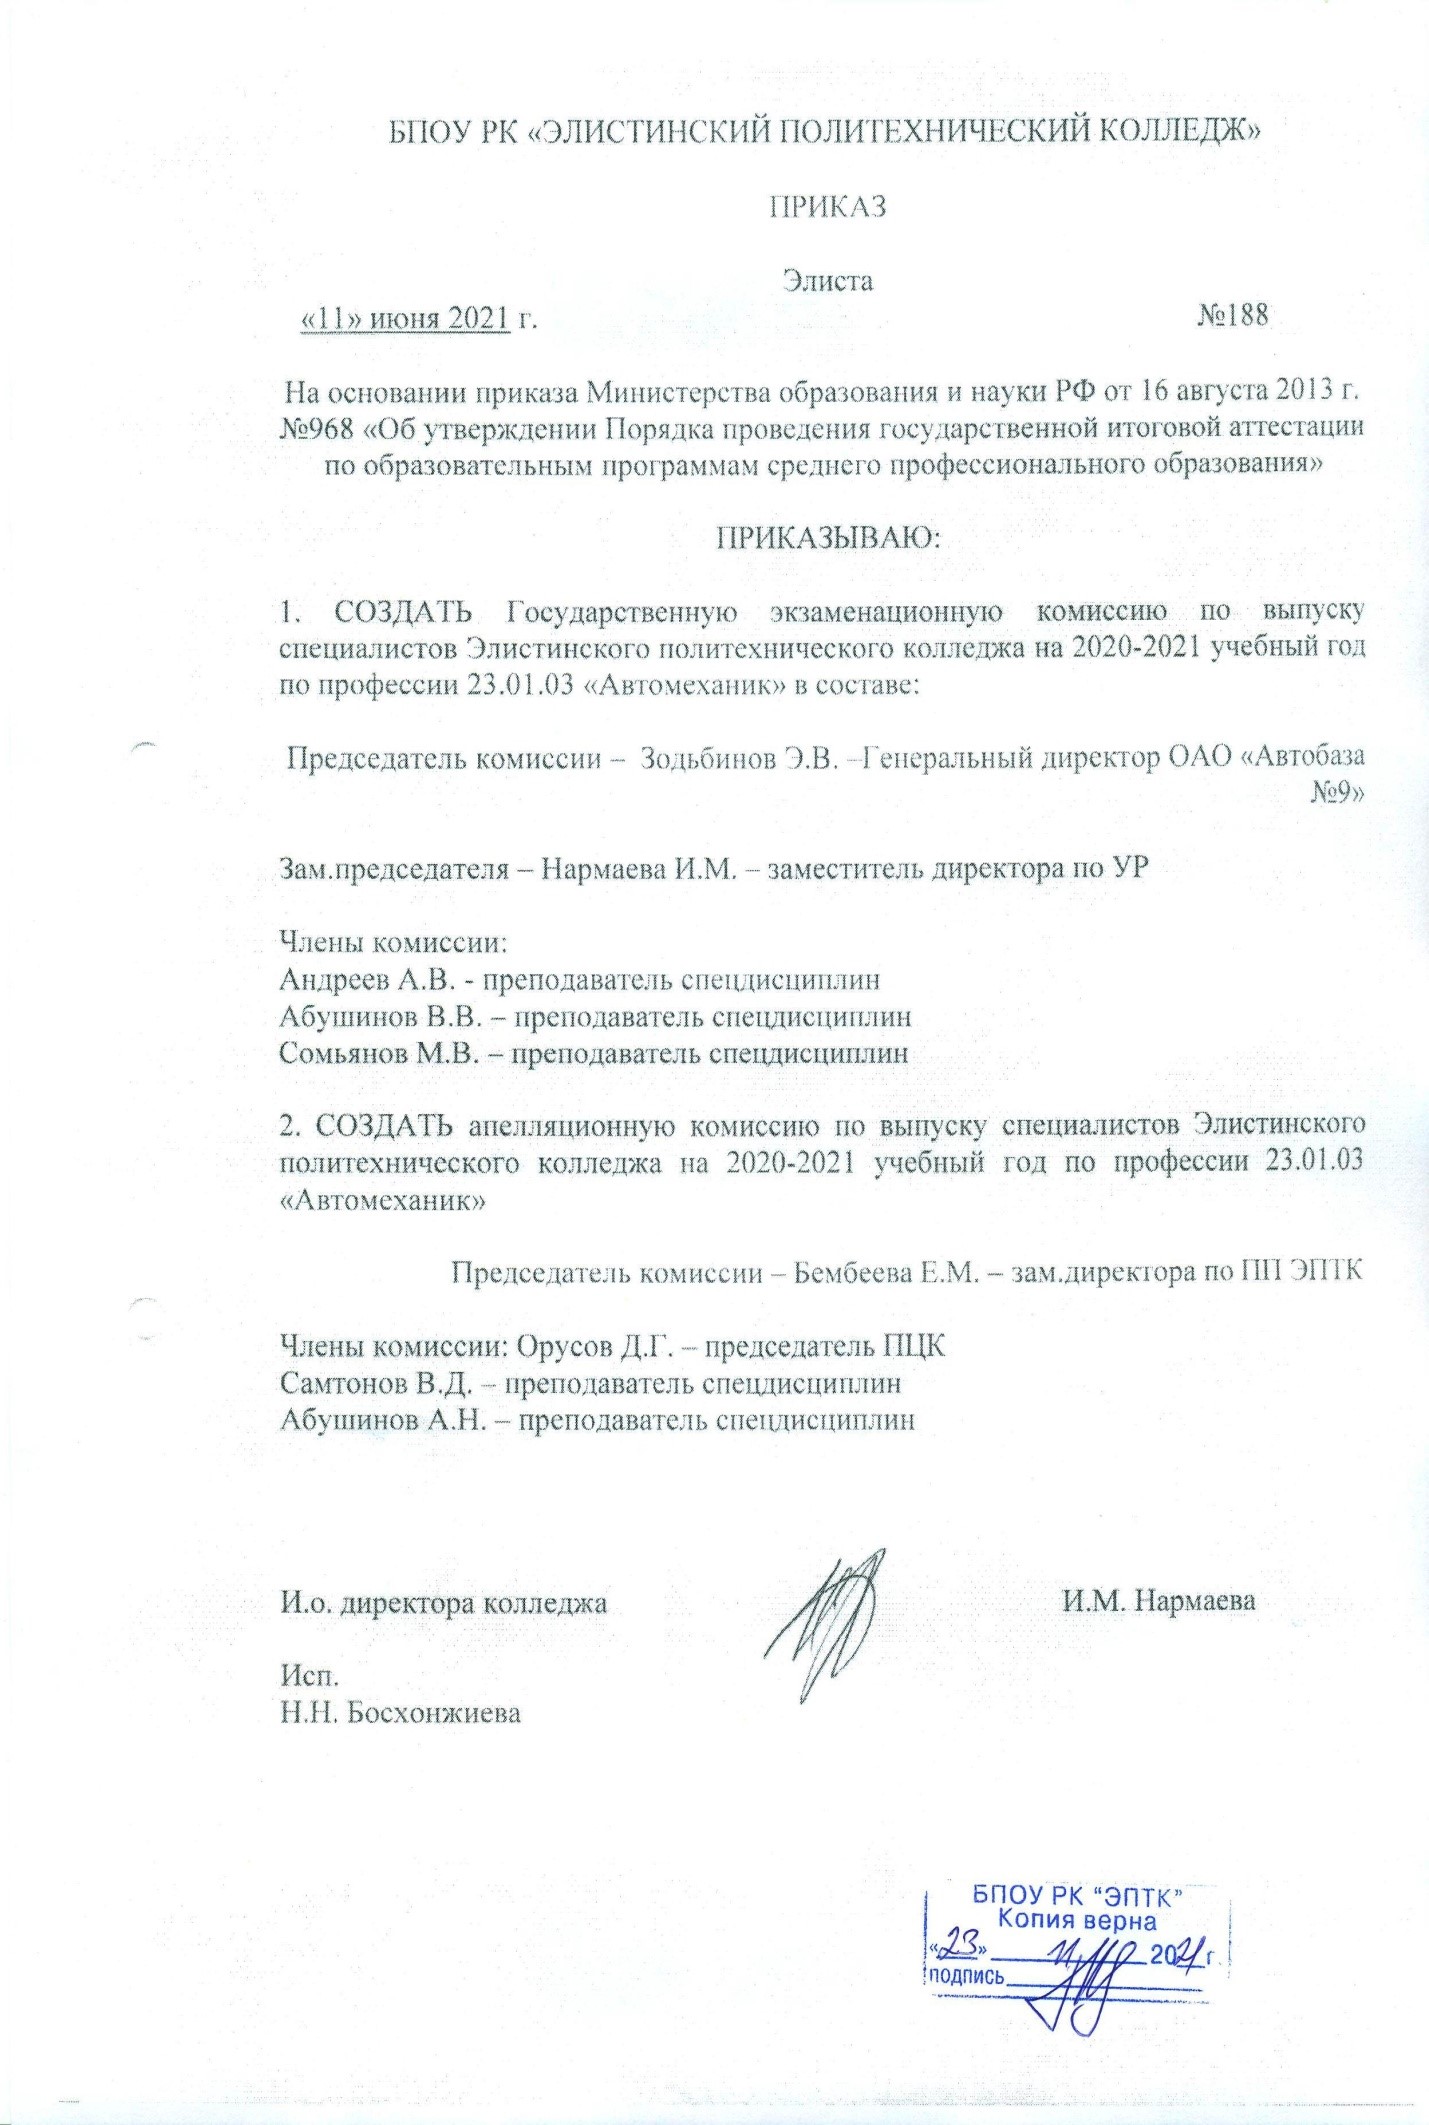 БПОУ РК «ЭЛИСТИНСКИЙ ПОЛИТЕХНИЧЕСКИЙ КОЛЛЕДЖ»
ПРИКАЗ
Элиста
«11» июня 2021 г. №188
На основании приказа Министерства образования и науки РФ от 16 августа 2013 г.
№968 «Об утверждении Порядка проведения государственной итоговой аттестации
по образовательным программам среднего профессионального образования»
ПРИКАЗЫВАЮ:
1. СОЗДАТЬ Государственную экзаменационную комиссию по выпуску
специалистов Элистинского политехнического колледжа на 2020-2021 учебный год
по профессии 23.01.03 «Автомеханик» в составе:
Председатель комиссии – Зодьбинов Э.В. –Генеральный директор ОАО «Автобаза
№9»
Зам.председателя – Нармаева И.М. – заместитель директора по УР
Члены комиссии:
Андреев А.В. - преподаватель спецдисциплин
Абушинов В.В. – преподаватель спецдисциплин
Сомьянов М.В. – преподаватель спецдисциплин
2. СОЗДАТЬ апелляционную комиссию по выпуску специалистов Элистинского
политехнического колледжа на 2020-2021 учебный год по профессии 23.01.03
«Автомеханик»
Председатель комиссии – Бембеева Е.М. – зам.директора по ПП ЭПТК
Члены комиссии: Орусов Д.Г. – председатель ПЦК
Самтонов В.Д. – преподаватель спецдисциплин
Абушинов А.Н. – преподаватель спецдисциплин
И.о. директора колледжа И.М. Нармаева
Исп.
Н.Н. Босхонжиева
БПОУ РК “ЭПТК”
Копия верна
«23» 11 2021 г.
подпись